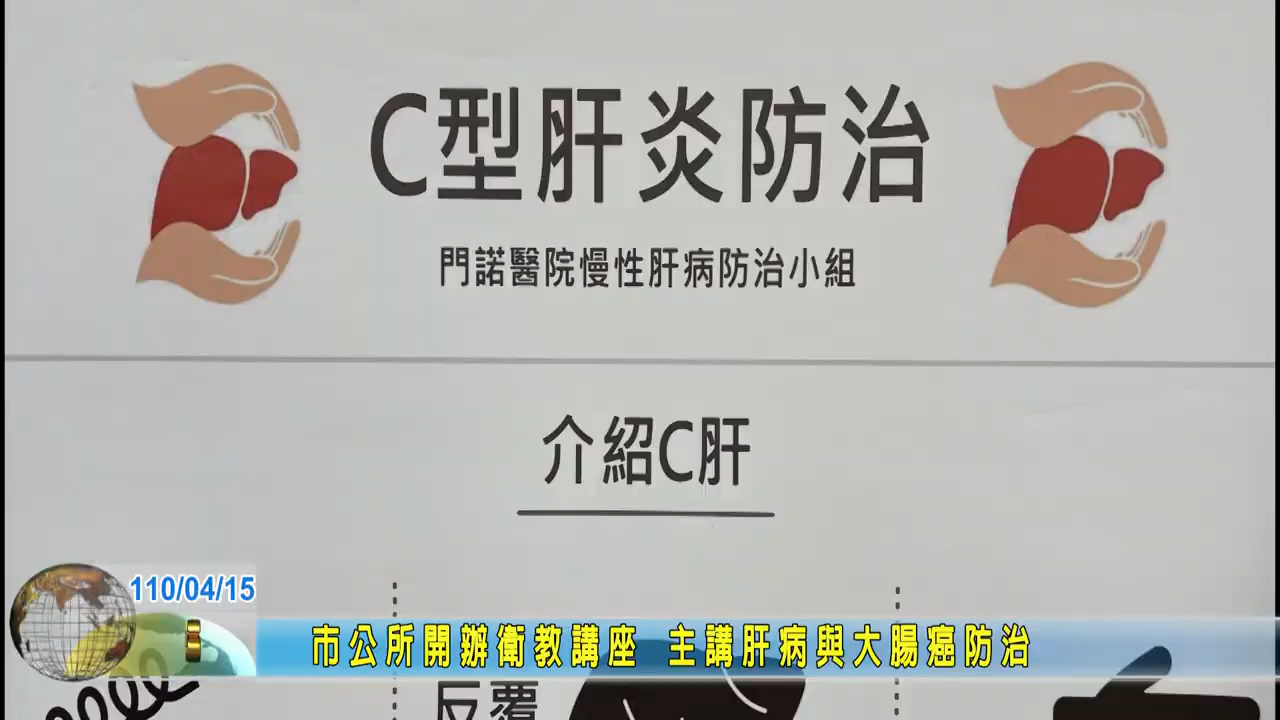 C型肝炎防治
門諾醫院慢性肝病防治小組
介紹C肝
110/04/15
市公所開辦衛教講座 主講肝病與大腸癌防治
反覆